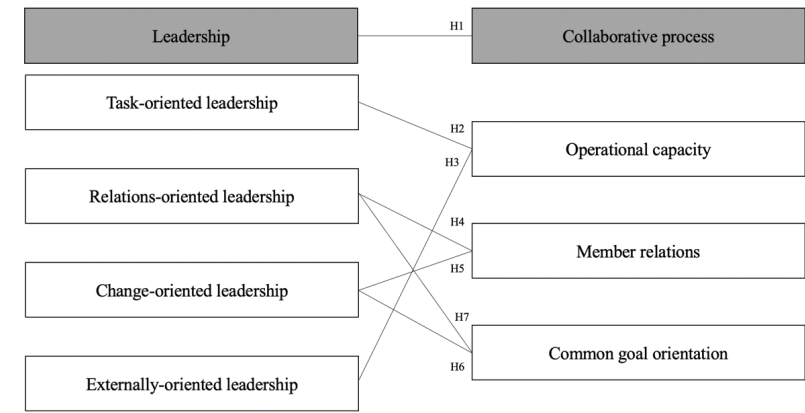 Leadership
H1
Collaborative process
Task-oriented leadership
H2
Operational capacity
H3
Relations-oriented leadership
H4
Member relations
H5
Change-oriented leadership
H7
Common goal orientation
H6
Externally-oriented leadership